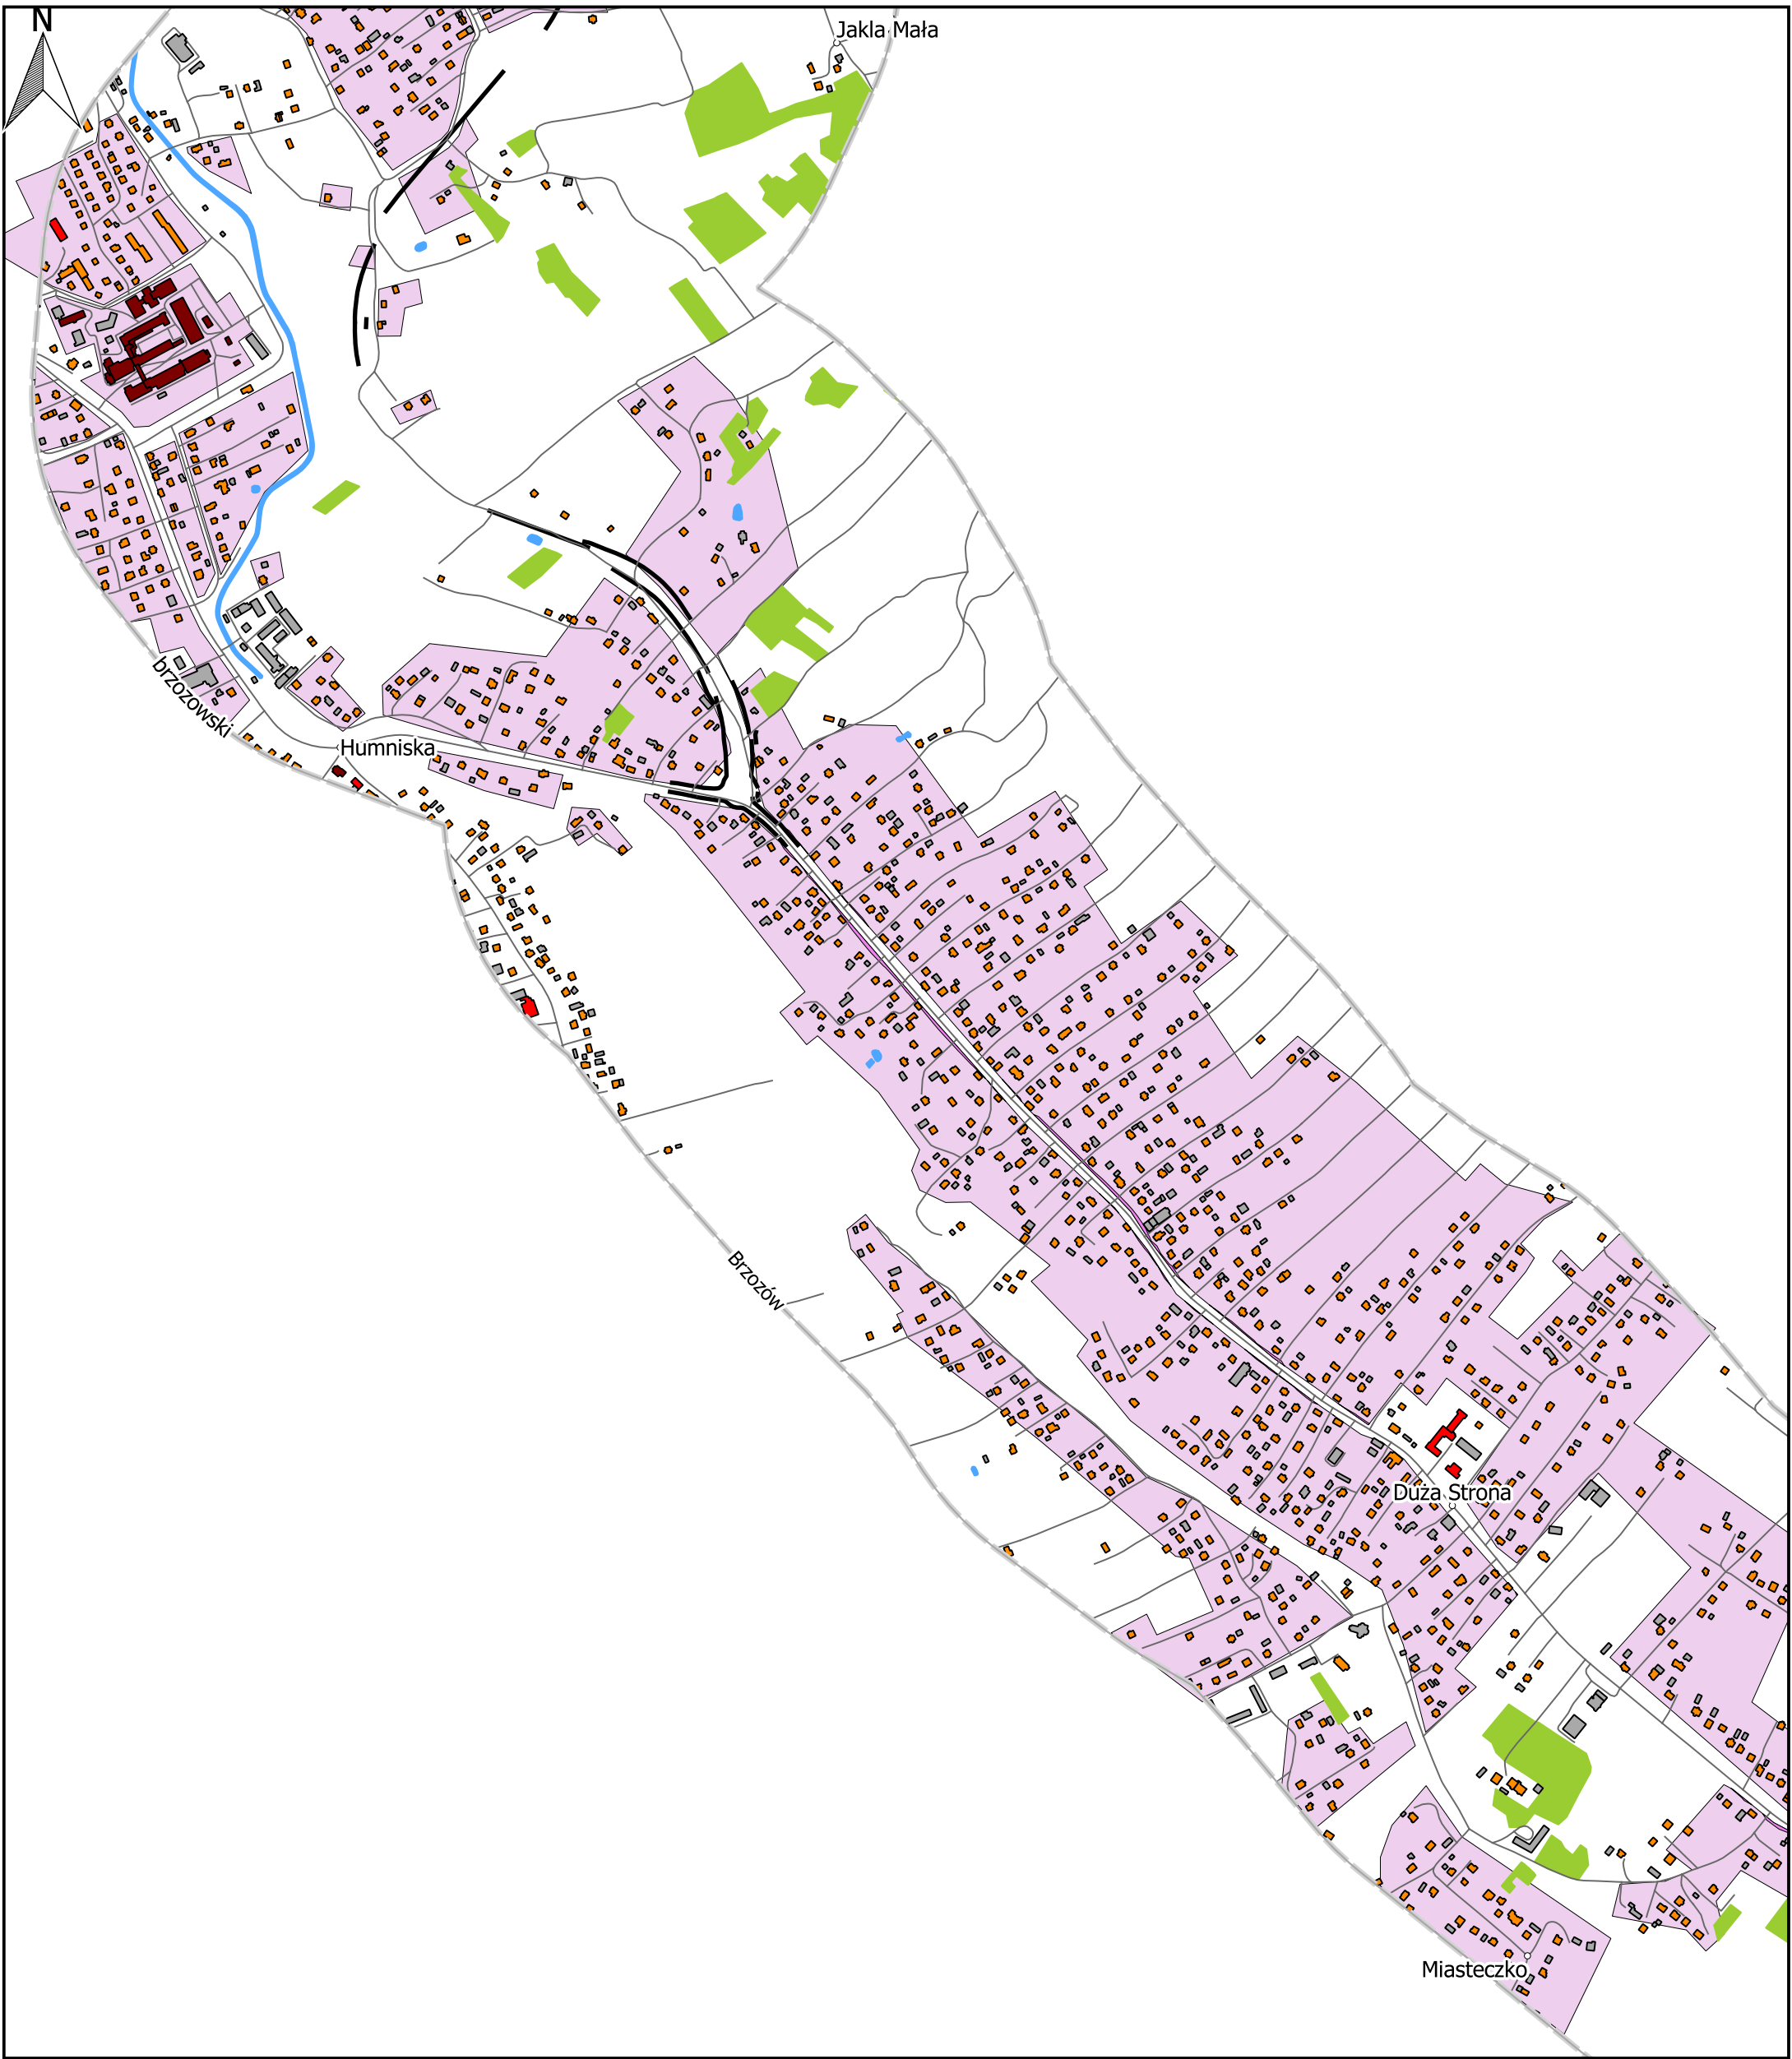 N
Jakla Mała
brzozowski
Humniska
Brzozów
Duża Strona
Miasteczko